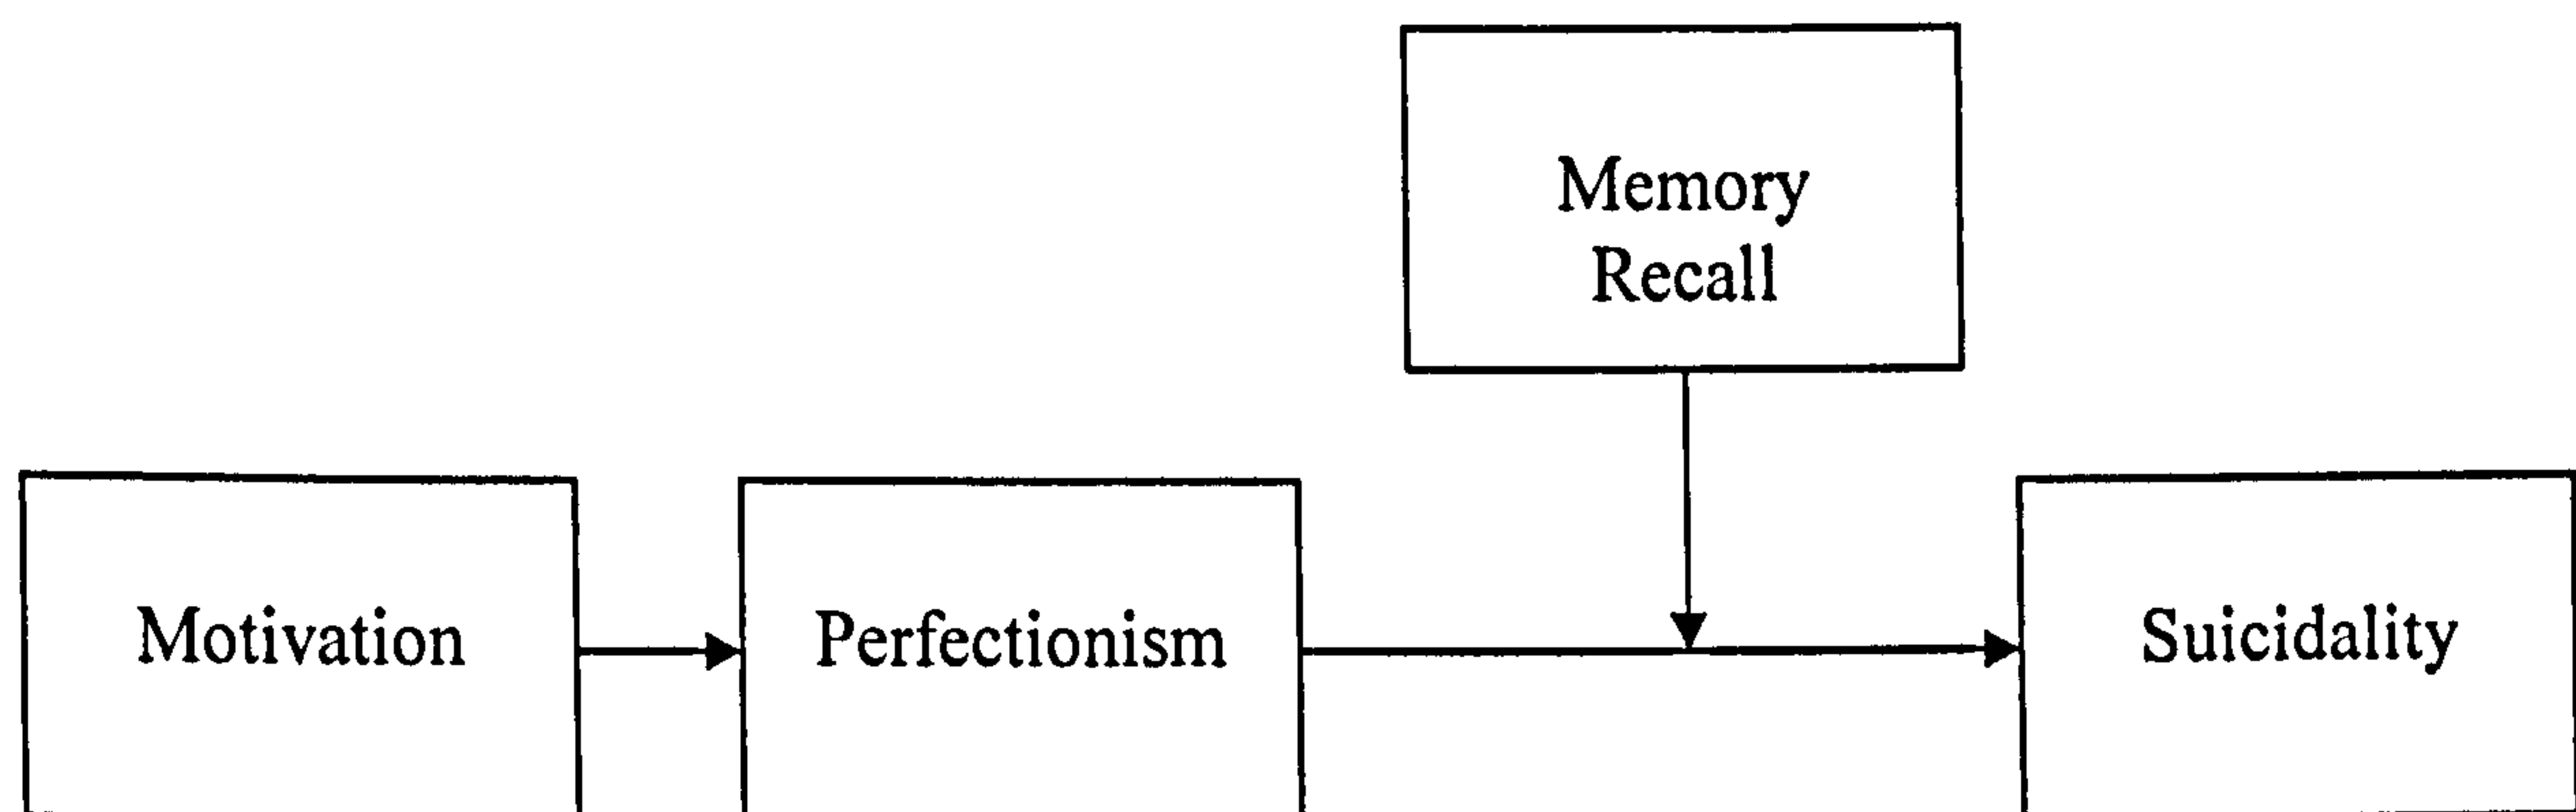 Memory
Recall
Motivation
Perfectionism
Suicidality